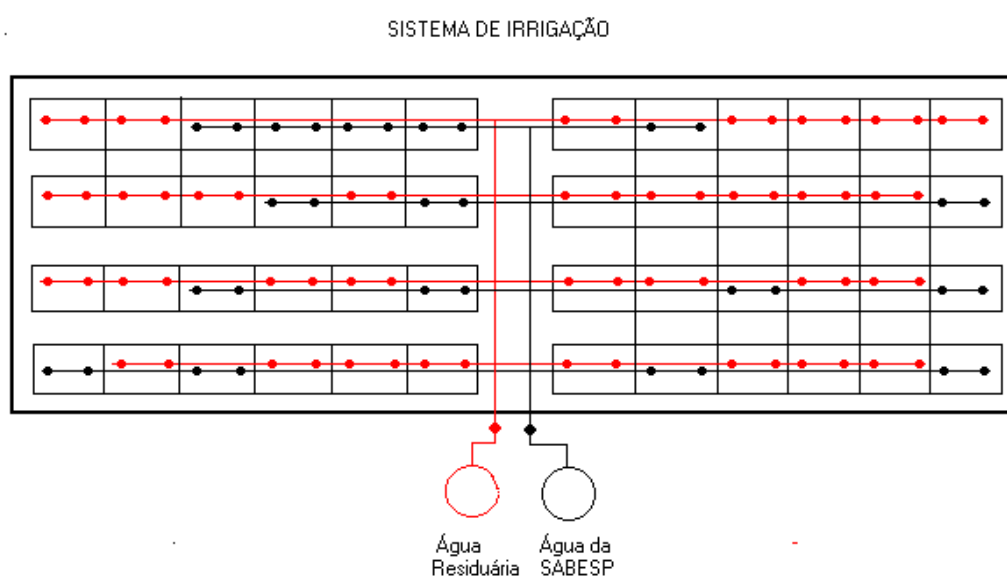 SISTEMA DE IRRIGAÇÃO
Água
Residuária
Água da
SABESP